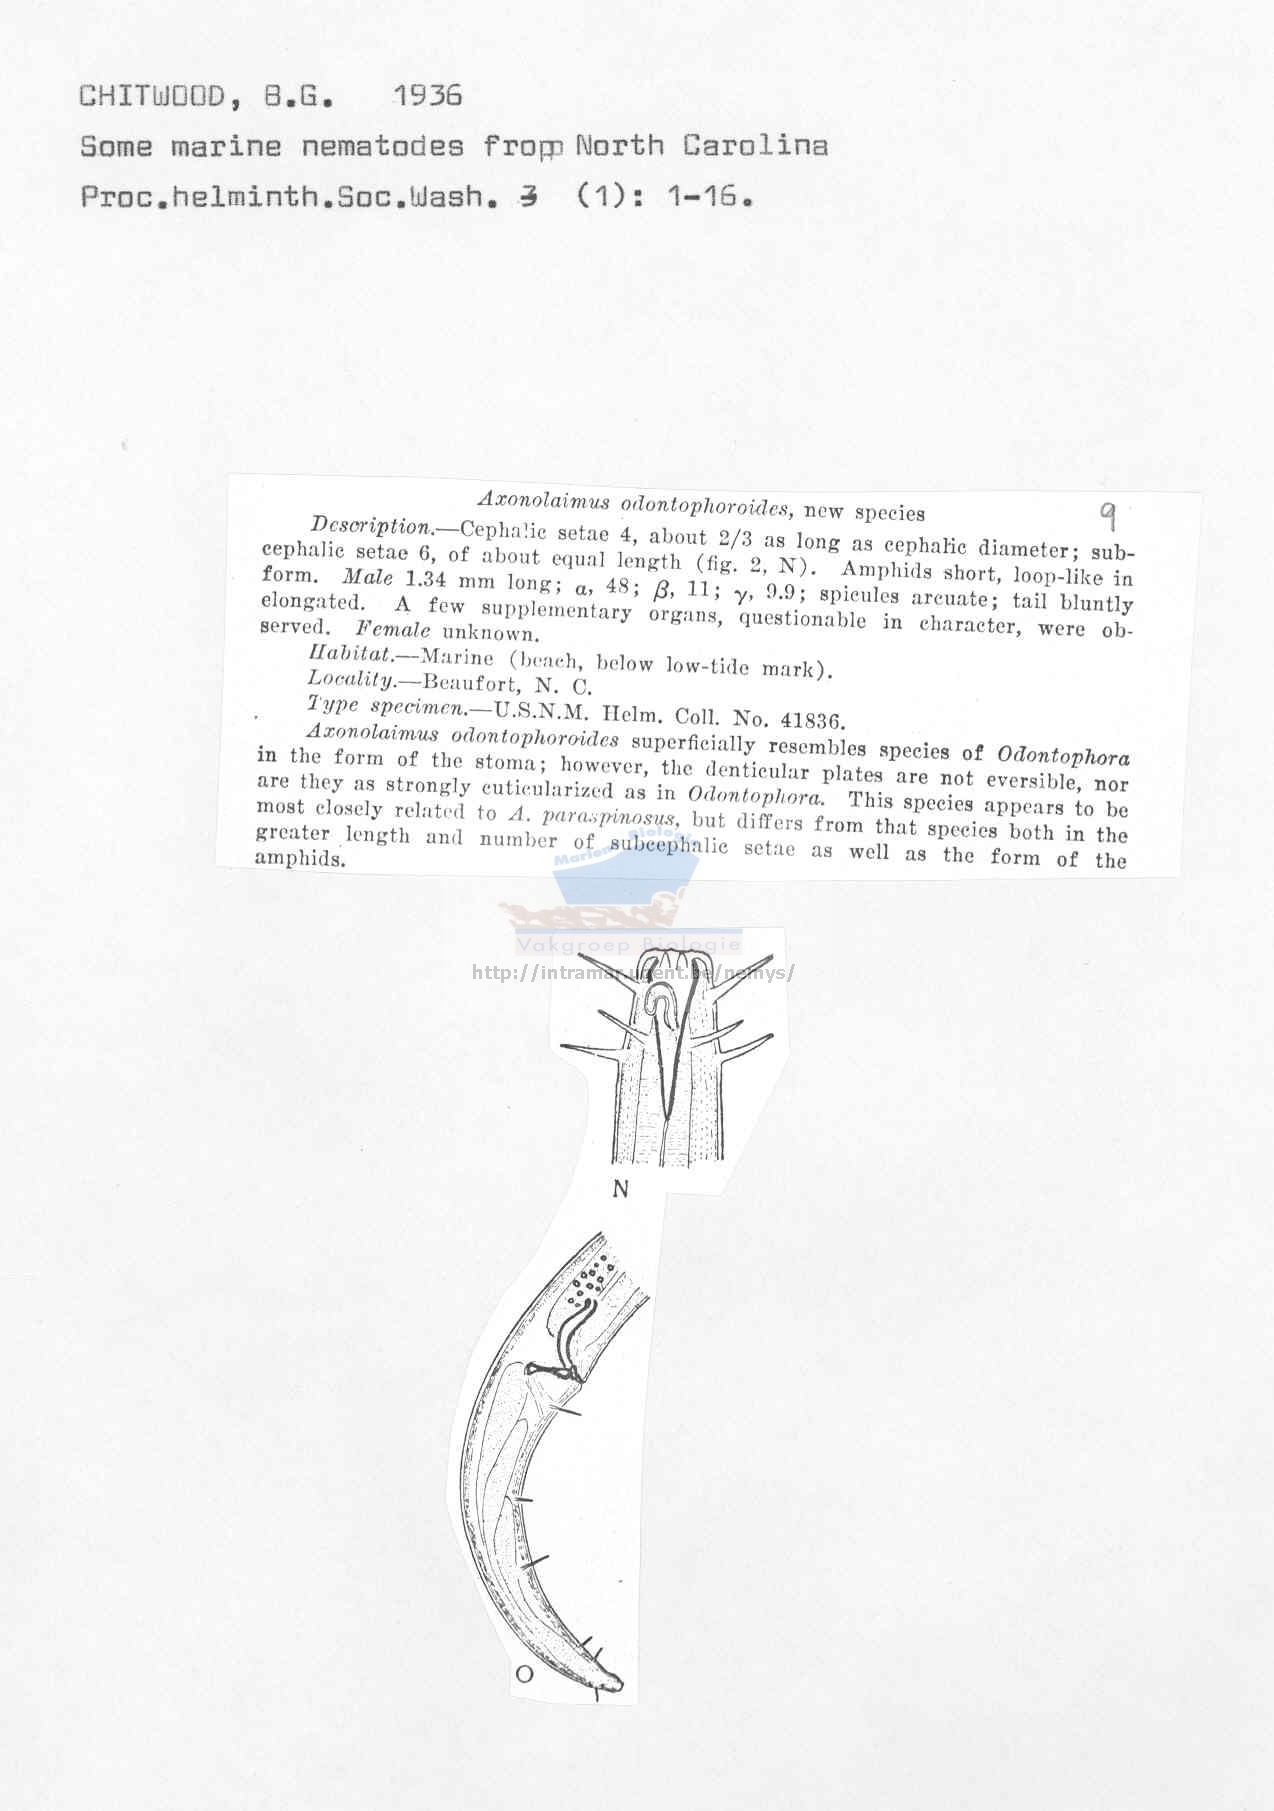 CHITWOOD, B.G. 1936
Some marine nematodes from North Carolina
Proc.helminth.Soc.Wash. 3 (1): 1-16.
Axonolaimus odontophoroides, new species
9
Description.—Cephalic setae 4, about 2/3 as long as cephalic diameter; sub-
cephalic setae 6, of about equal length (fig. 2, N). Amphids short, loop-like in
form. Male 1.34 mm long; α, 48; β, 11; γ, 9.9; spicules arcuate; tail bluntly
elongated. A few supplementary organs, questionable in character, were ob-
served. Female unknown.
Habitat.—Marine (beach, below low-tide mark).
Locality.—Beaufort, N. C.
Type specimen.—U.S.N.M. Helm. Coll. No. 41836.
Axonolaimus odontophoroides superficially resembles species of Odontophora
in the form of the stoma; however, the denticular plates are not eversible, nor
are they as strongly cuticularized as in Odontophora. This species appears to be
most closely related to A. paraspinosus, but differs from that species both in the
greater length and number of subcephalic setae as well as the form of the
amphids.
Mariene Biologie
Vakgroep Biologie
http://intramar.ugent.be/nemys/
N
O